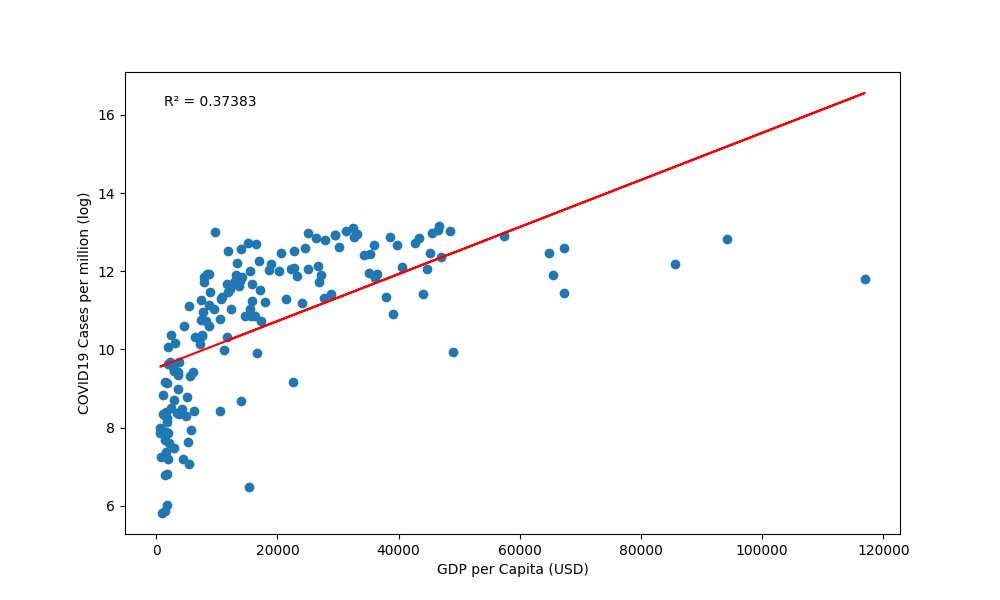 R² = 0.37383
COVID19 Cases per million (log)
16
14
12
10
8
6
0 20000 40000 60000 80000 100000 120000
GDP per Capita (USD)